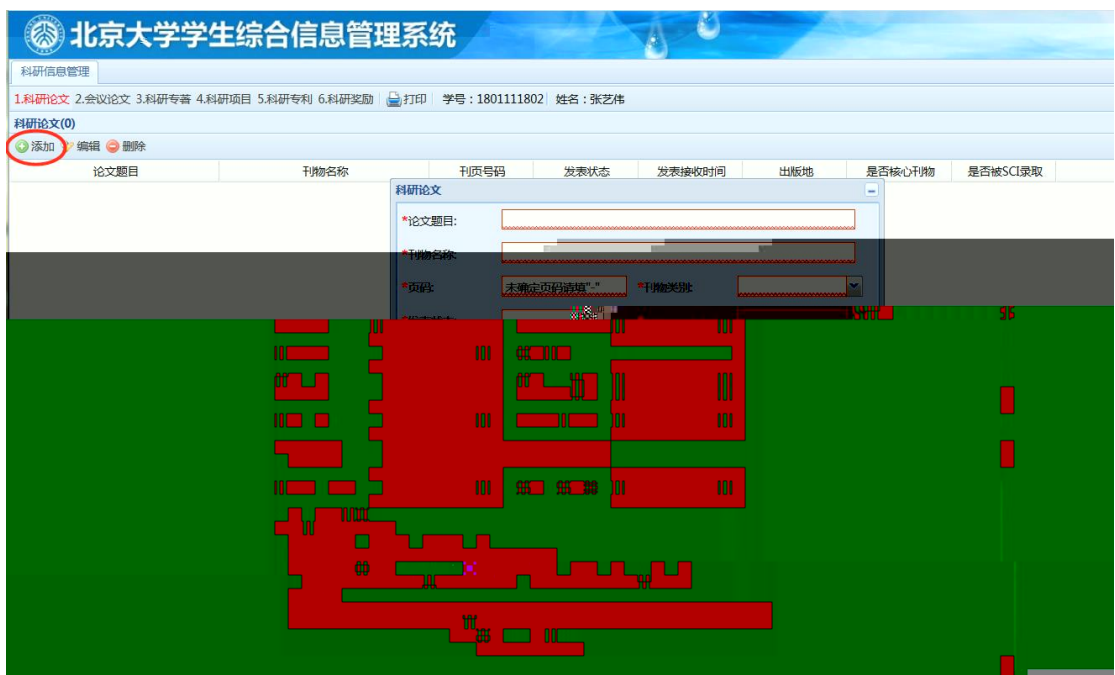 北京大学学生综合信息管理系统
科研信息管理
1.科研论文 2.会议论文 3.科研专著 4.科研项目 5.科研专利 6.科研奖励 打印 学号：1801111802 姓名：张艺伟
科研论文(0)
添加 编辑 删除
论文题目 刊物名称 刊页号码 发表状态 发表接收时间 出版地 是否核心刊物 是否被SCI录取
科研论文
*论文题目:
*刊物名称:
*页码: 未确定页码请填"-" *刊物类别: